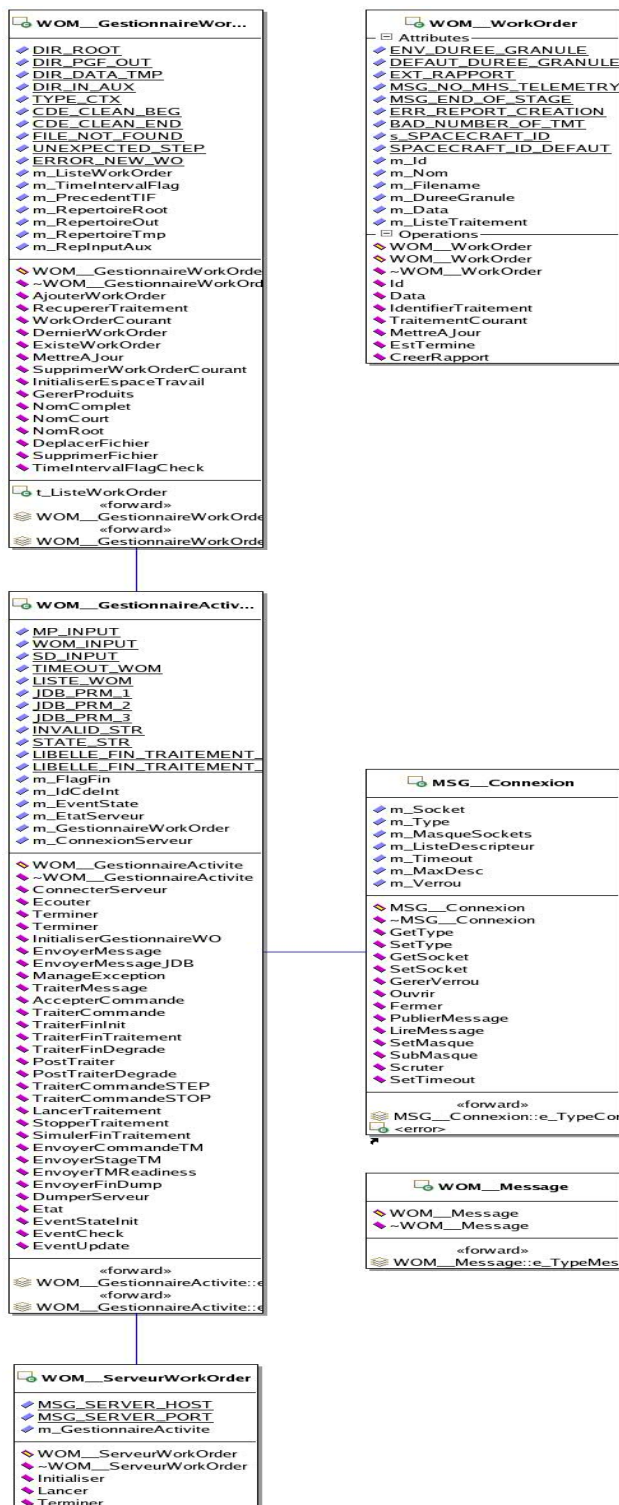 WOM__GestionnaireWor...
DIR_ROOT
DIR_PGF_OUT
DIR_DATA_TMP
DIR_IN_AUX
TYPE_CTX
CDE_CLEAN_BEG
CDE_CLEAN_END
FILE_NOT_FOUND
UNEXPECTED_STEP
ERROR_NEW_WO
m_ListeWorkOrder
m_TimeIntervalFlag
m_PrecedentTIF
m_RepertoireRoot
m_RepertoireOut
m_RepertoireTmp
m_RepInputAux
WOM__GestionnaireWorkOrde
~WOM__GestionnaireWorkOrd
AjouterWorkOrder
RecupererTraitement
WorkOrderCourant
DernierWorkOrder
ExisteWorkOrder
MettreAJour
SupprimerWorkOrderCourant
InitialiserEspaceTravail
GererProduits
NomComplet
NomCourt
NomRoot
DeplacerFichier
SupprimerFichier
TimeIntervalFlagCheck
t_ListeWorkOrder
«forward»
WOM__GestionnaireWorkOrde
«forward»
WOM__GestionnaireWorkOrde
WOM__WorkOrder
Attributes
ENV_DUREE_GRANULE
DEFAUT_DUREE_GRANULE
EXT_RAPPORT
MSG_NO_MHS_TELEMETRY
MSG_END_OF_STAGE
ERR_REPORT_CREATION
BAD_NUMBER_OF_TMT
s_SPACECRAFT_ID
SPACECRAFT_ID_DEFAUT
m_Id
m_Nom
m_Filename
m_DureeGranule
m_Data
m_ListeTraitement
Operations
WOM__WorkOrder
WOM__WorkOrder
~WOM__WorkOrder
Id
Data
IdentifierTraitement
TraitementCourant
MettreAJour
EstTermine
CreerRapport
WOM__GestionnaireActiv...
MP_INPUT
WOM_INPUT
SD_INPUT
TIMEOUT_WOM
LISTE_WOM
JDB_PRM_1
JDB_PRM_2
JDB_PRM_3
INVALID_STR
STATE_STR
LIBELLE_FIN_TRAITEMENT_
LIBELLE_FIN_TRAITEMENT_
m_FlagFin
m_IdCdeInt
m_EventState
m_EtatServeur
m_GestionnaireWorkOrder
m_ConnexionServeur
WOM__GestionnaireActivite
~WOM__GestionnaireActivite
ConnecterServeur
Ecouter
Terminer
Terminer
InitialiserGestionnaireWO
EnvoyerMessage
EnvoyerMessageJDB
ManageException
TraiterMessage
AccepterCommande
TraiterCommande
TraiterFinInit
TraiterFinTraitement
TraiterFinDegrade
PostTraiter
PostTraiterDegrade
TraiterCommandeSTEP
TraiterCommandeSTOP
LancerTraitement
StopperTraitement
SimulerFinTraitement
EnvoyerCommandeTM
EnvoyerStageTM
EnvoyerTMReadiness
EnvoyerFinDump
DumperServeur
Etat
EventStateInit
EventCheck
EventUpdate
«forward»
WOM__GestionnaireActivite::e
«forward»
WOM__GestionnaireActivite::e
MSG__Connexion
m_Socket
m_Type
m_MasqueSockets
m_ListeDescripteur
m_Timeout
m_MaxDesc
m_Verrou
MSG__Connexion
~MSG__Connexion
GetType
SetType
GetSocket
SetSocket
GererVerrou
Ouvrir
Fermer
PublierMessage
LireMessage
SetMasque
SubMasque
Scruter
SetTimeout
«forward»
MSG__Connexion::e_TypeCor
<error>
WOM__Message
WOM__Message
~WOM__Message
«forward»
WOM__Message::e_TypeMes
WOM__ServeurWorkOrder
MSG_SERVER_HOST
MSG_SERVER_PORT
m_GestionnaireActivite
WOM__ServeurWorkOrder
~WOM__ServeurWorkOrder
Initialiser
Lancer
Terminer